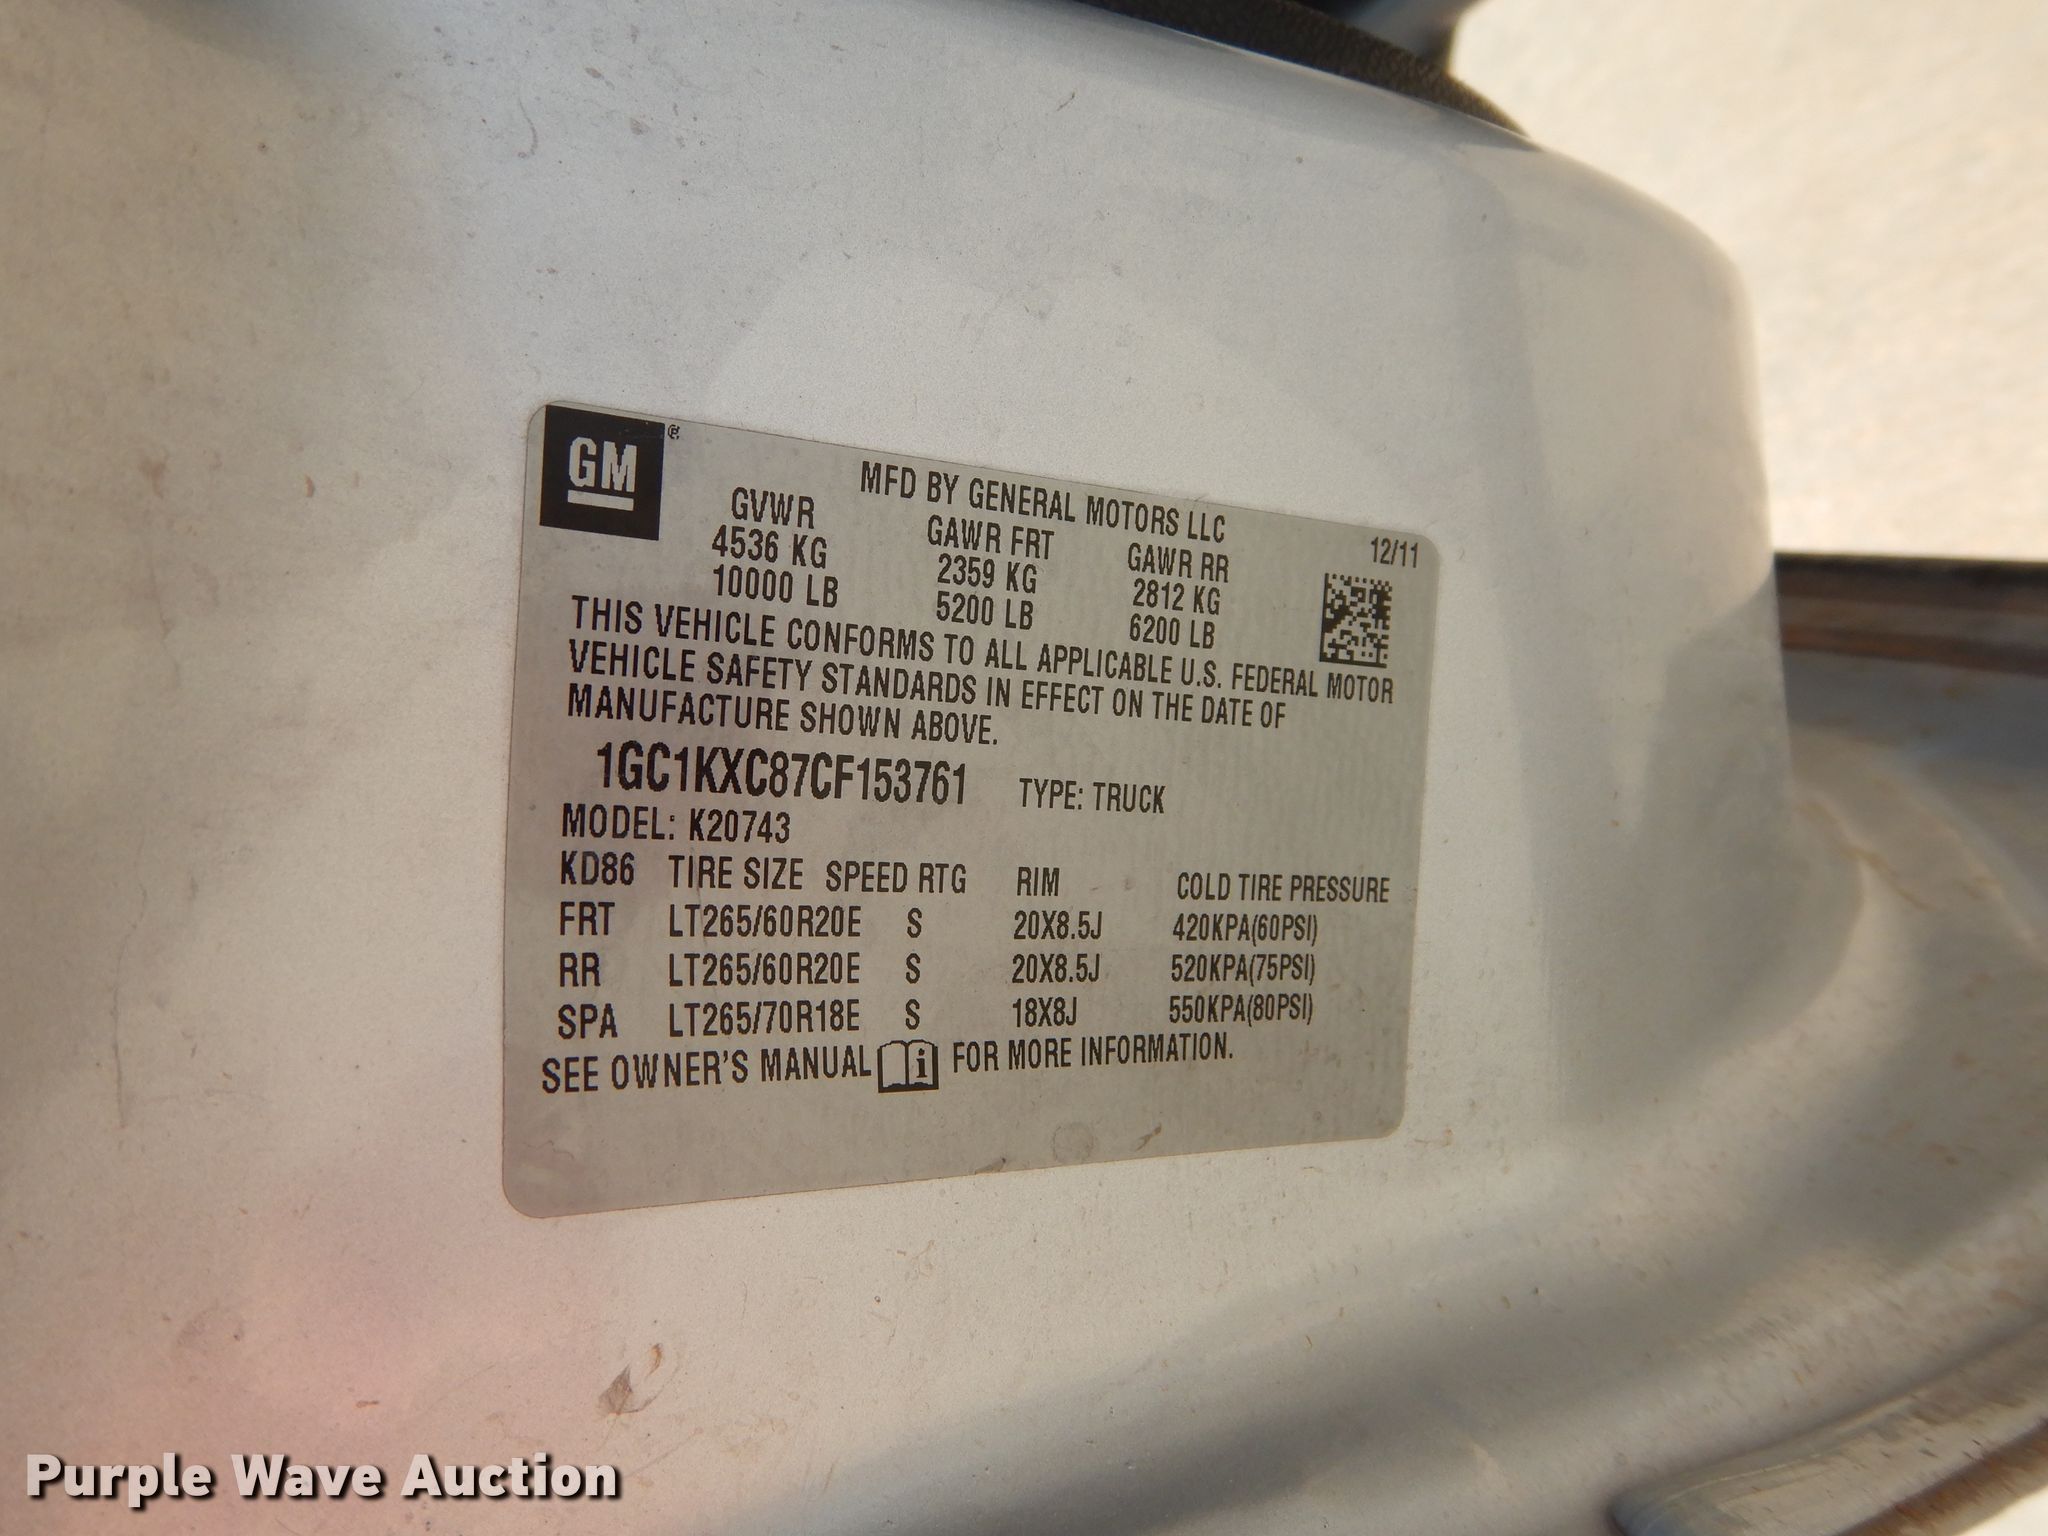 GM
MFD BY GENERAL MOTORS LLC
GVWR GAWR FRT GAWR RR 12/11
4536 KG 2359 KG 2812 KG
10000 LB 5200 LB 6200 LB
THIS VEHICLE CONFORMS TO ALL APPLICABLE U.S. FEDERAL MOTOR
VEHICLE SAFETY STANDARDS IN EFFECT ON THE DATE OF
MANUFACTURE SHOWN ABOVE.
1GC1KXC87CF153761 TYPE: TRUCK
MODEL: K20743
KD86 TIRE SIZE SPEED RTG RIM COLD TIRE PRESSURE
FRT LT265/60R20E S 20X8.5J 420KPA(60PSI)
RR LT265/60R20E S 20X8.5J 520KPA(75PSI)
SPA LT265/70R18E S 18X8J 550KPA(80PSI)
SEE OWNER'S MANUAL i FOR MORE INFORMATION.
Purple Wave Auction